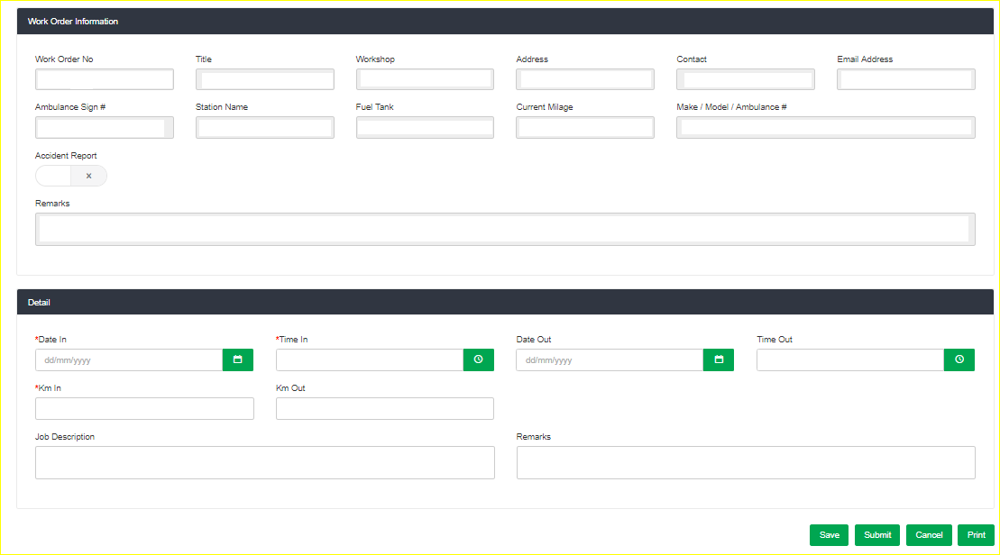 Work Order Information
Work Order No Title Workshop Address Contact Email Address
Ambulance Sign # Station Name Fuel Tank Current Milage Make / Model / Ambulance #
Accident Report
x
Remarks
Detail
*Date In *Time In Date Out Time Out
dd/mm/yyyy dd/mm/yyyy
*Km In Km Out
Job Description Remarks
Save Submit Cancel Print